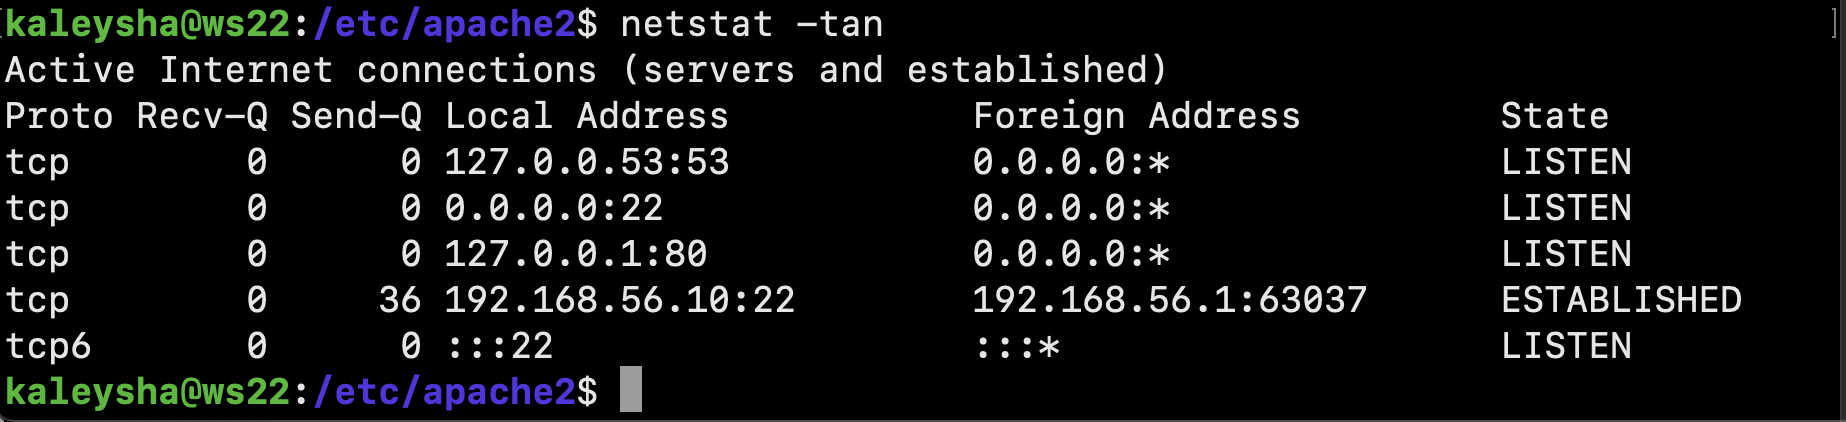 kaleysha@ws22:/etc/apache2$ netstat -tan
Active Internet connections (servers and established)
Proto Recv-Q Send-Q Local Address           Foreign Address         State
tcp        0      0 127.0.0.53:53           0.0.0.0:*               LISTEN
tcp        0      0 0.0.0.0:22              0.0.0.0:*               LISTEN
tcp        0      0 127.0.0.1:80            0.0.0.0:*               LISTEN
tcp        0     36 192.168.56.10:22        192.168.56.1:63037      ESTABLISHED
tcp6       0      0 :::22                   :::*                    LISTEN
kaleysha@ws22:/etc/apache2$